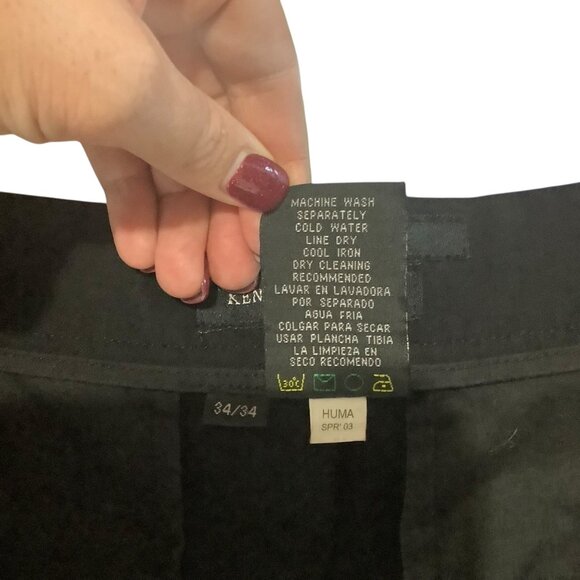 MACHINE WASH
SEPARATELY
COLD WATER
LINE DRY
COOL IRON
DRY CLEANING
RECOMMENDED
LAVAR EN LAVADORA
POR SEPARADO
AGUA FRIA
COLGAR PARA SECAR
USAR PLANCHA TIBIA
LA LIMPIEZA EN
SECO RECOMENDO
30°C
KEN
34/34
HUMA
SPR' 03